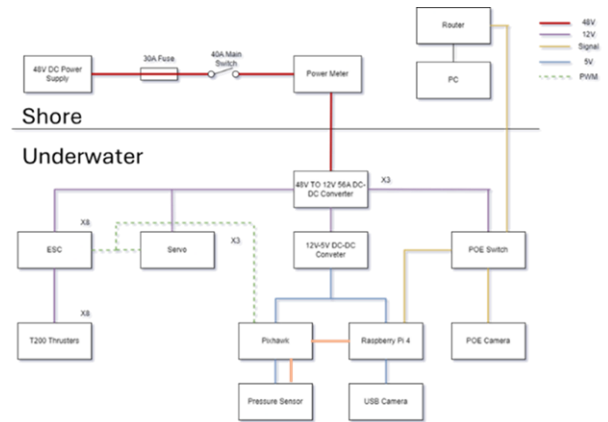 Router
48V
12V
Signal
5V
PWM
48V DC Power
Supply
30A Fuse
40A Main
Switch
Power Meter
PC
Shore
Underwater
48V TO 12V 56A DC-
DC Converter
X3
X8
X3
ESC
Servo
12V-5V DC-DC
Conveter
POE Switch
X8
T200 Thrusters
Pixhawk
Raspberry Pi 4
POE Camera
Pressure Sensor
USB Camera